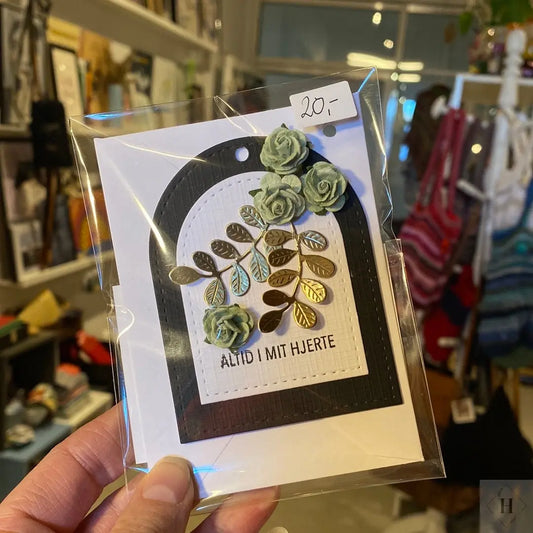 20,-
ALTID I MIT HJERTE
H